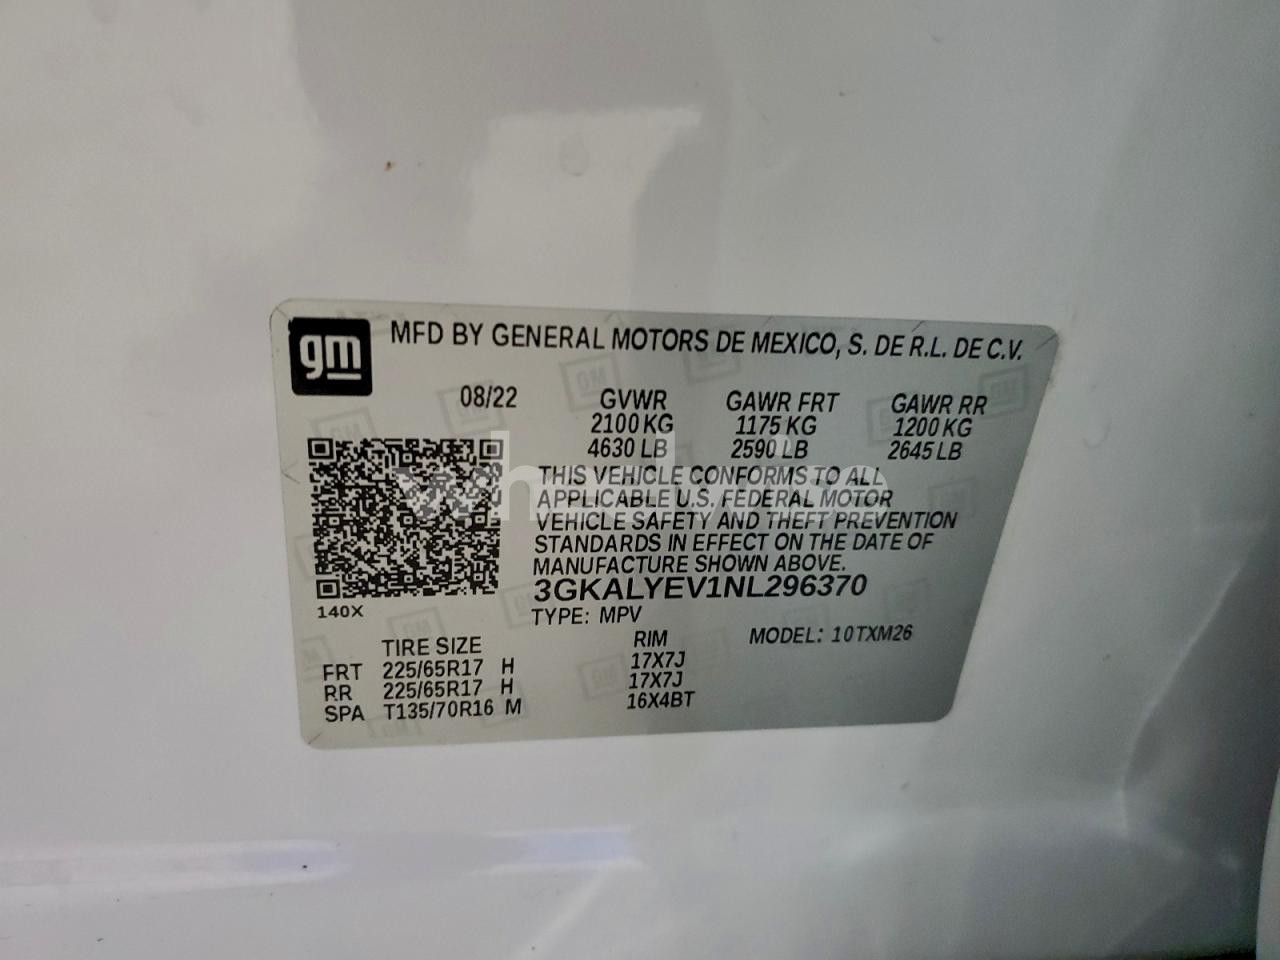 gm
MFD BY GENERAL MOTORS DE MEXICO, S. DE R.L. DE C.V.
08/22 GVWR GAWR FRT GAWR RR
2100 KG 1175 KG 1200 KG
4630 LB 2590 LB 2645 LB
THIS VEHICLE CONFORMS TO ALL
APPLICABLE U.S. FEDERAL MOTOR
VEHICLE SAFETY AND THEFT PREVENTION
STANDARDS IN EFFECT ON THE DATE OF
MANUFACTURE SHOWN ABOVE.
3GKALYEV1NL296370
140X
TYPE: MPV
MODEL: 10TXM26
TIRE SIZE RIM
FRT 225/65R17 H 17X7J
RR 225/65R17 H 17X7J
SPA T135/70R16 M 16X4BT